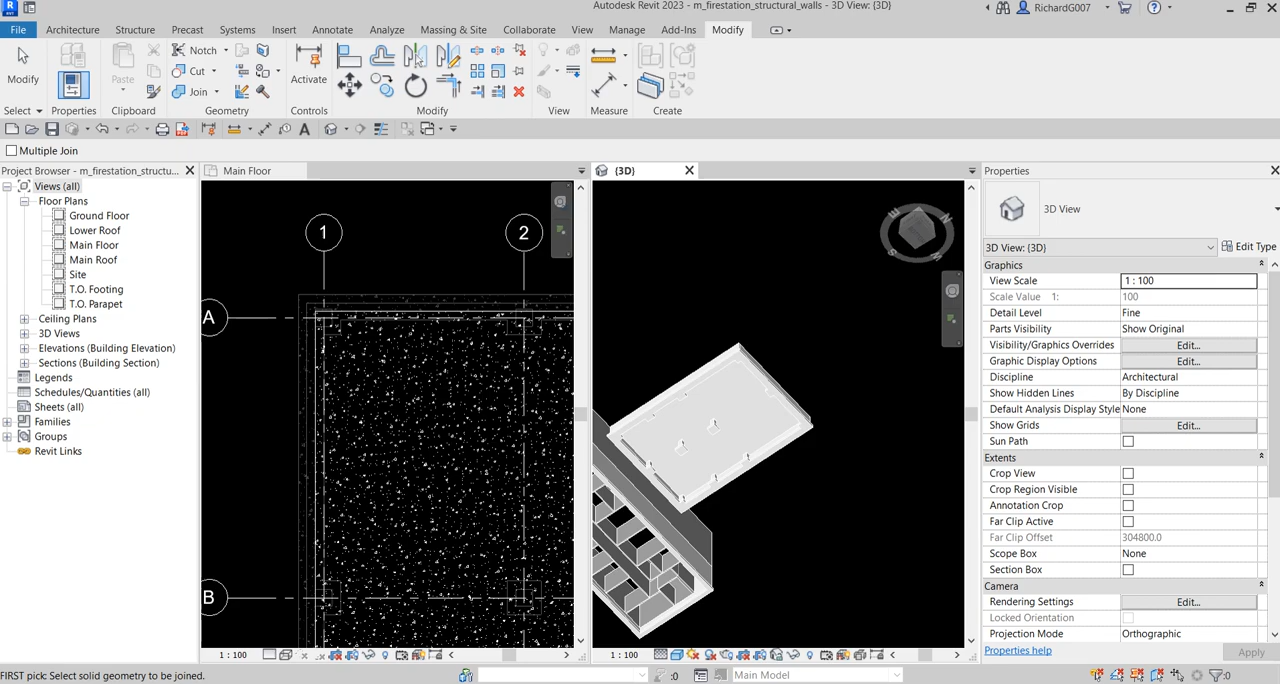 Autodesk Revit 2023 - m_firestation_structural_walls - 3D View: {3D}
RichardG007
File Architecture Structure Precast Systems Insert Annotate Analyze Massing & Site Collaborate View Manage Add-Ins Modify
Modify
Paste
Notch
Cut
Join
Activate
Select Properties Clipboard Geometry Controls Modify View Measure Create
Multiple Join
Project Browser - m_firestation_structu...
Main Floor
{3D}
Properties
Views (all)
Floor Plans
Ground Floor
Lower Roof
Main Floor
Main Roof
Site
T.O. Footing
T.O. Parapet
Ceiling Plans
3D Views
Elevations (Building Elevation)
Sections (Building Section)
Legends
Schedules/Quantities (all)
Sheets (all)
Families
Groups
Revit Links
1
2
A
B
3D View
3D View: {3D}
Edit Type
Graphics
View Scale 1 : 100
Scale Value 1: 100
Detail Level Fine
Parts Visibility Show Original
Visibility/Graphics Overrides Edit...
Graphic Display Options Edit...
Discipline Architectural
Show Hidden Lines By Discipline
Default Analysis Display Style None
Show Grids Edit...
Sun Path
Extents
Crop View
Crop Region Visible
Annotation Crop
Far Clip Active
Far Clip Offset 304800.0
Scope Box None
Section Box
Camera
Rendering Settings Edit...
Locked Orientation
Projection Mode Orthographic
Properties help
Apply
1 : 100
1 : 100
FIRST pick: Select solid geometry to be joined.
:0
Main Model
:0